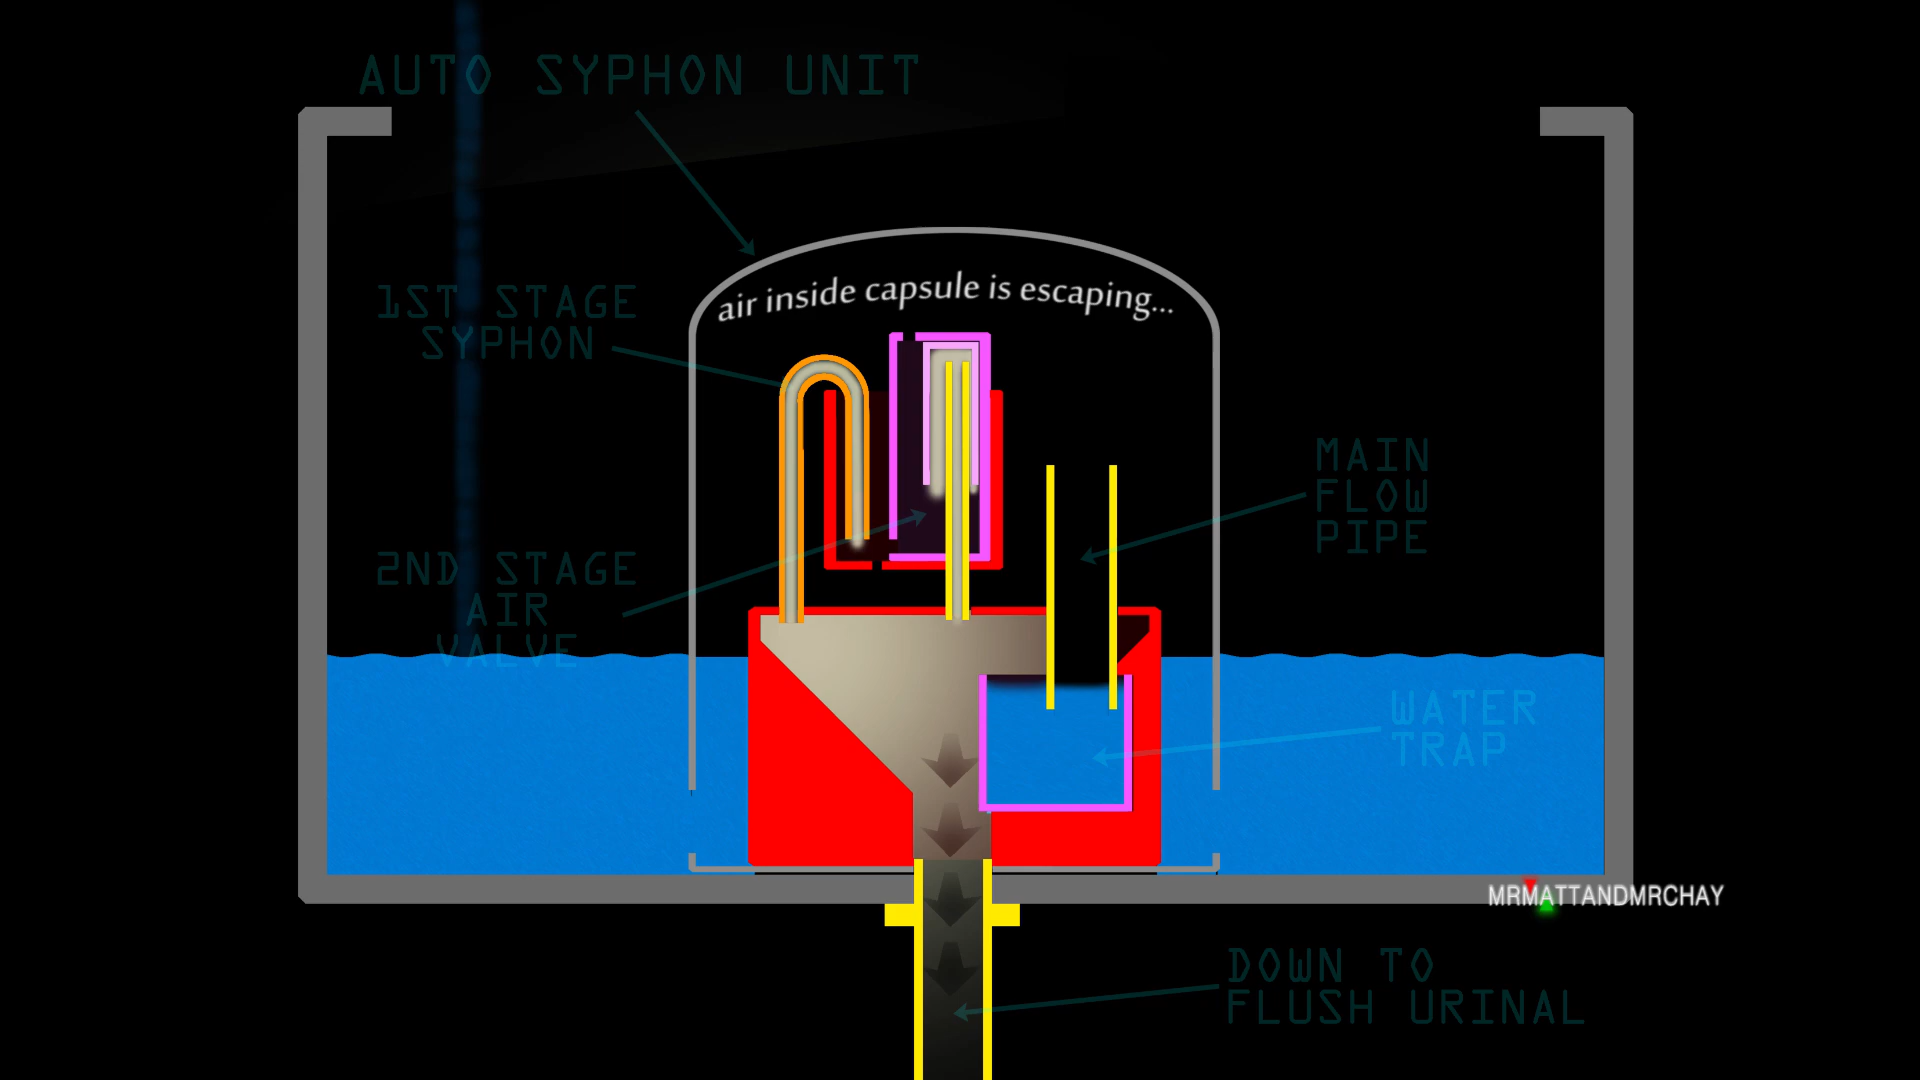 AUTO SYPHON UNIT
air inside capsule is escaping...
1ST STAGE
SYPHON
MAIN
FLOW
PIPE
2ND STAGE
AIR
VALVE
WATER
TRAP
MRMATTANDMRCHAY
DOWN TO
FLUSH URINAL